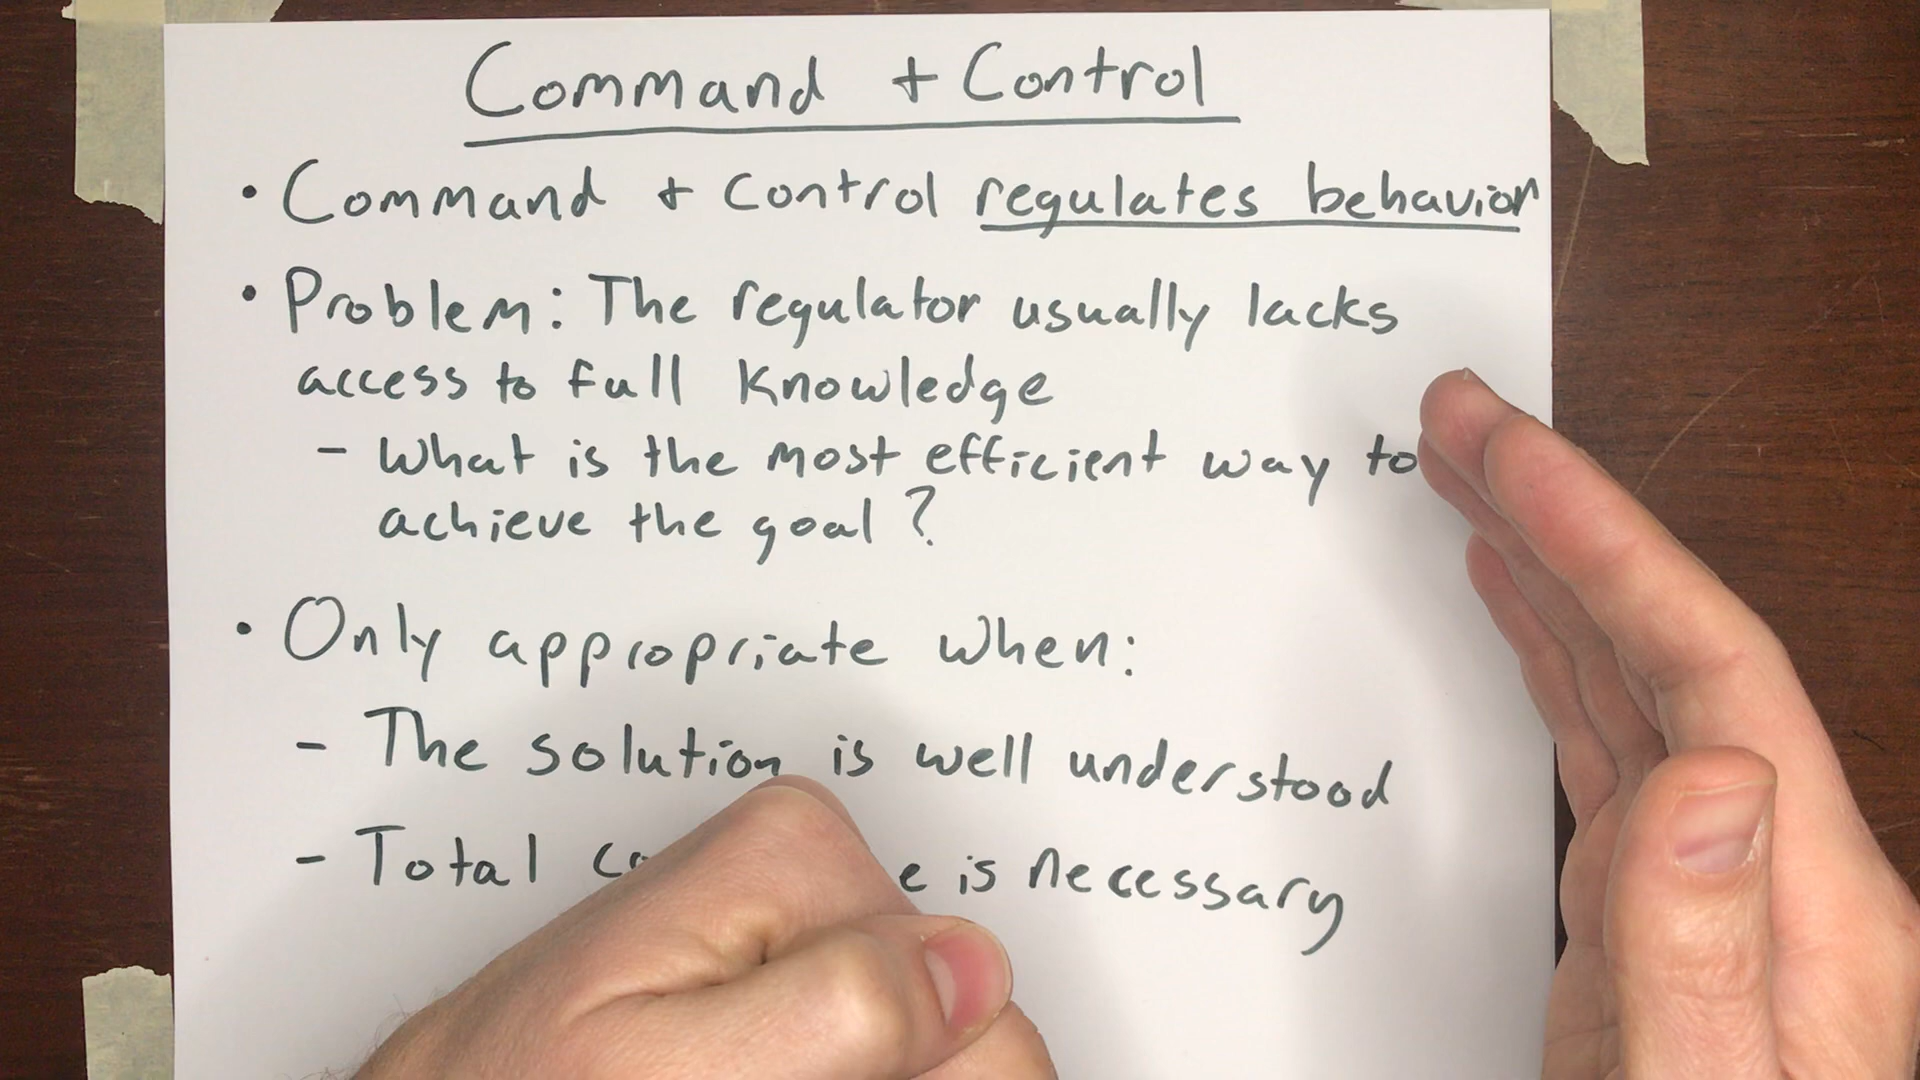 Command + Control
• Command + Control regulates behavior
• Problem: The regulator usually lacks
access to full knowledge
- What is the most efficient way to
achieve the goal?
• Only appropriate when:
- The solution is well understood
- Total is necessary